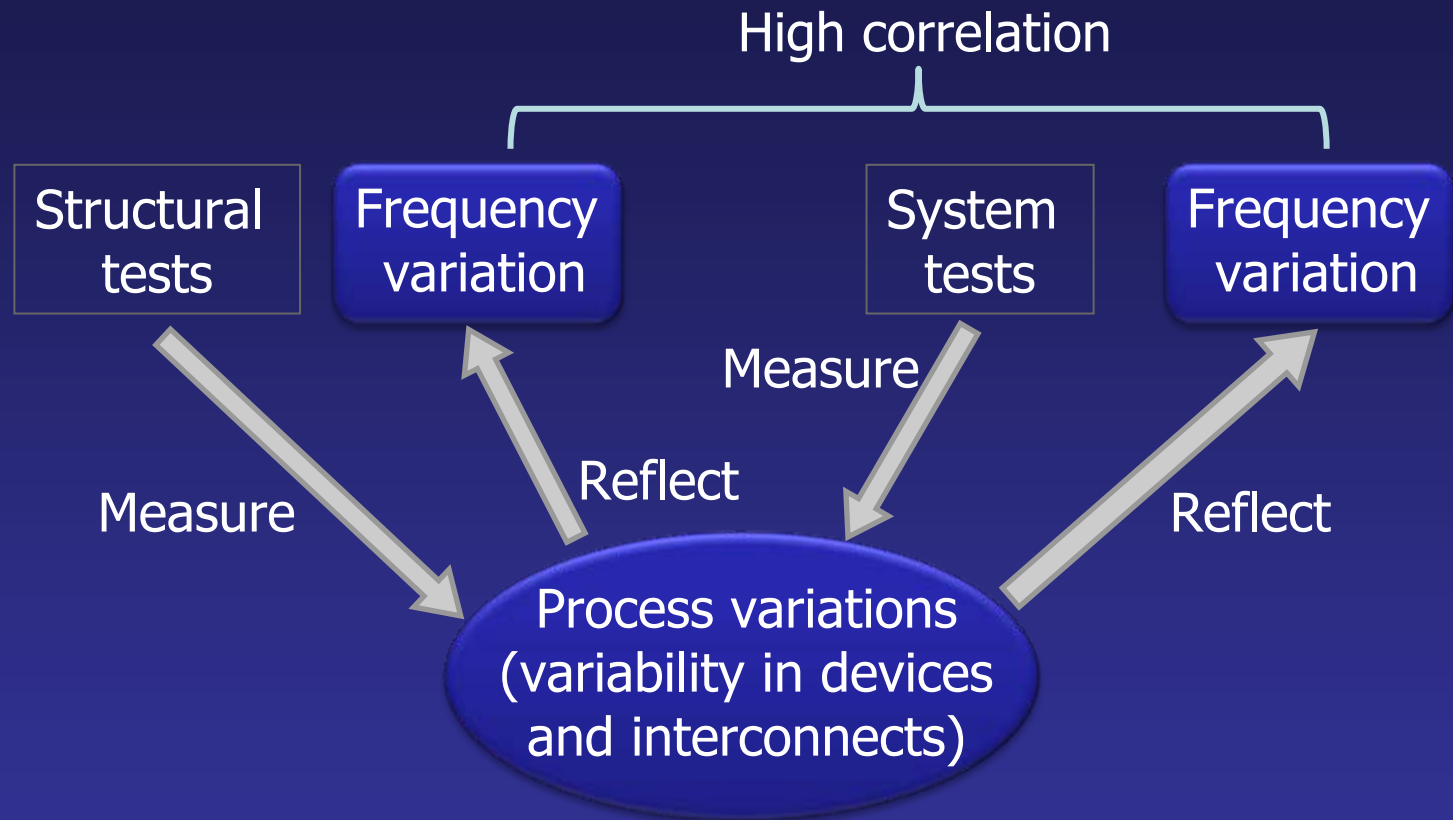 High correlation
Structural
tests
Frequency
variation
System
tests
Frequency
variation
Measure
Reflect
Measure
Reflect
Process variations
(variability in devices
and interconnects)